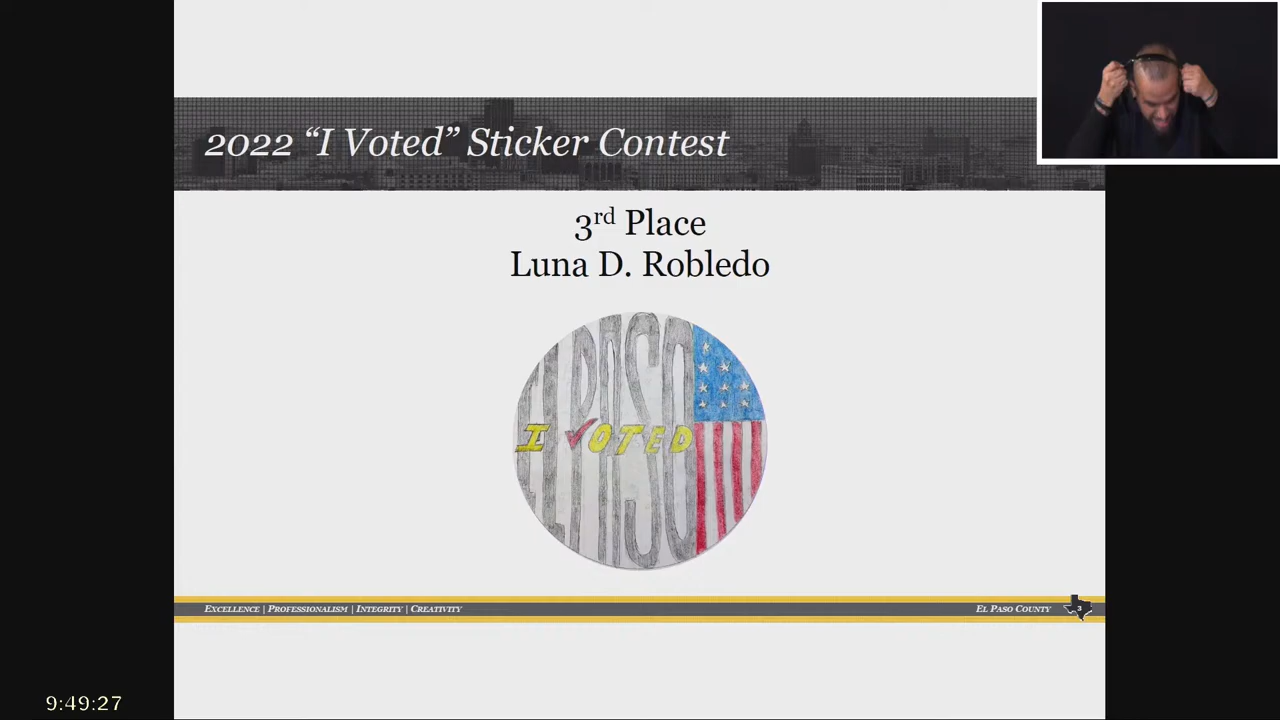 2022 “I Voted” Sticker Contest
3rd Place
Luna D. Robledo
EL PASO
I VOTED
EXCELLENCE | PROFESSIONALISM | INTEGRITY | CREATIVITY
EL PASO COUNTY
3
9:49:27